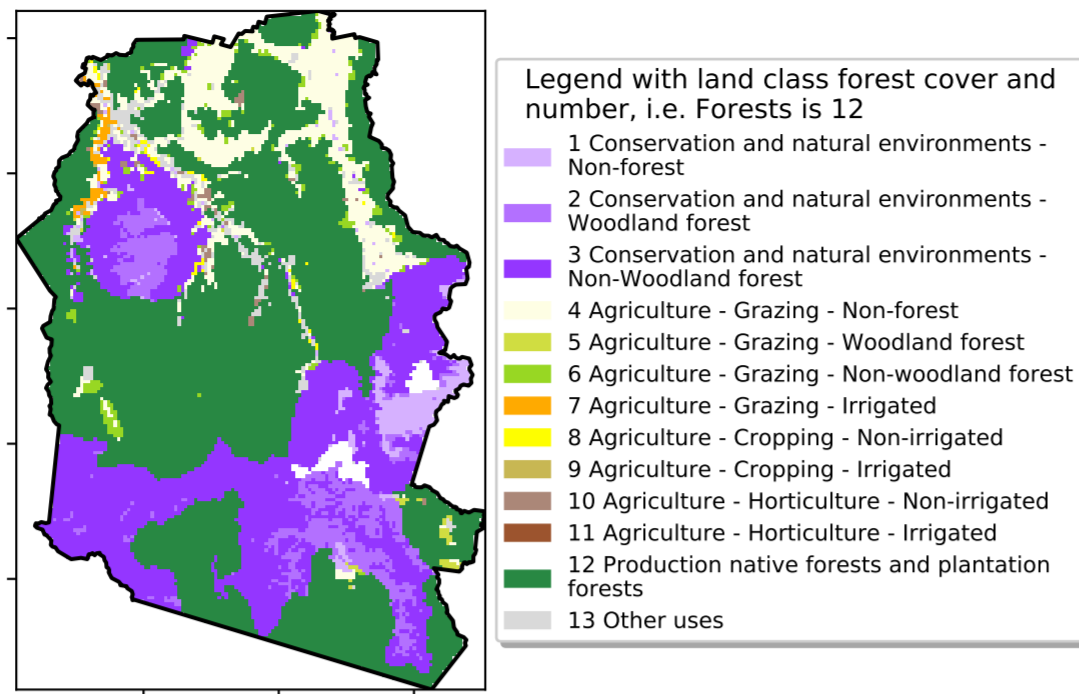 Legend with land class forest cover and
number, i.e. Forests is 12
1 Conservation and natural environments -
Non-forest
2 Conservation and natural environments -
Woodland forest
3 Conservation and natural environments -
Non-Woodland forest
4 Agriculture - Grazing - Non-forest
5 Agriculture - Grazing - Woodland forest
6 Agriculture - Grazing - Non-woodland forest
7 Agriculture - Grazing - Irrigated
8 Agriculture - Cropping - Non-irrigated
9 Agriculture - Cropping - Irrigated
10 Agriculture - Horticulture - Non-irrigated
11 Agriculture - Horticulture - Irrigated
12 Production native forests and plantation
forests
13 Other uses